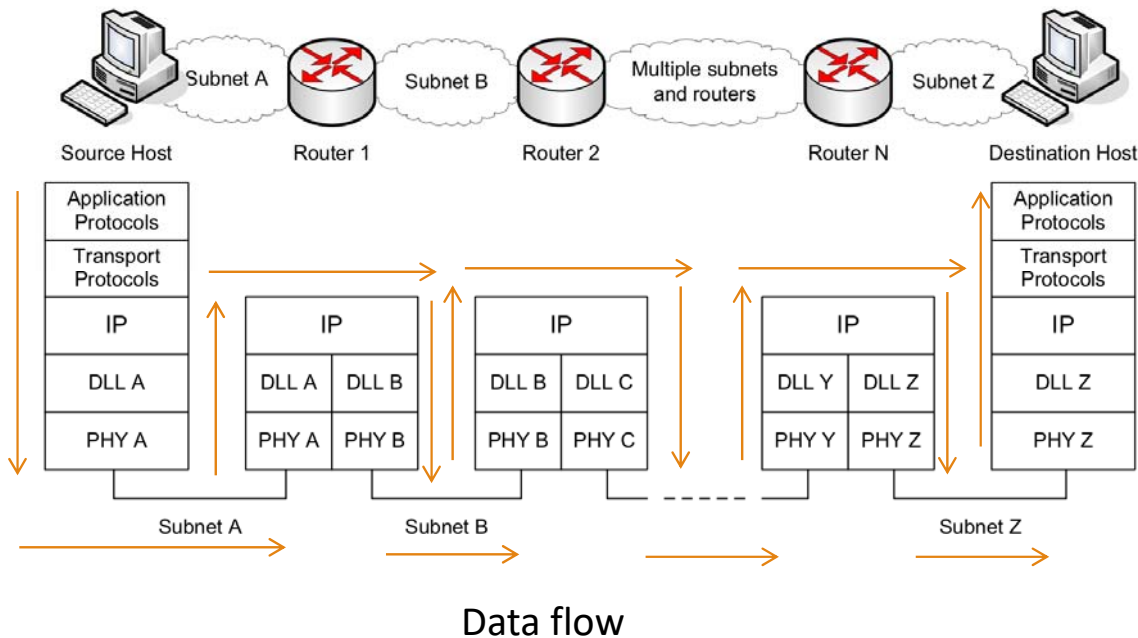 Subnet A
Subnet B
Multiple subnets
and routers
Subnet Z
Source Host
Router 1
Router 2
Router N
Destination Host
Application
Protocols
Transport
Protocols
IP
DLL A
PHY A
IP
DLL A
DLL B
PHY A
PHY B
IP
DLL B
DLL C
PHY B
PHY C
IP
DLL Y
DLL Z
PHY Y
PHY Z
Application
Protocols
Transport
Protocols
IP
DLL Z
PHY Z
Subnet A
Subnet B
Subnet Z
Data flow